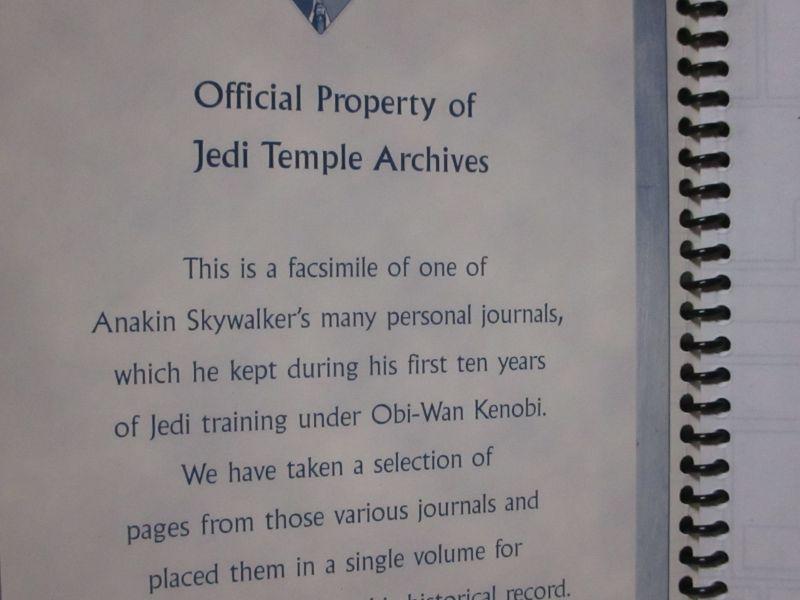 Official Property of
Jedi Temple Archives
This is a facsimile of one of
Anakin Skywalker's many personal journals,
which he kept during his first ten years
of Jedi training under Obi-Wan Kenobi.
We have taken a selection of
pages from those various journals and
placed them in a single volume for
historical record.